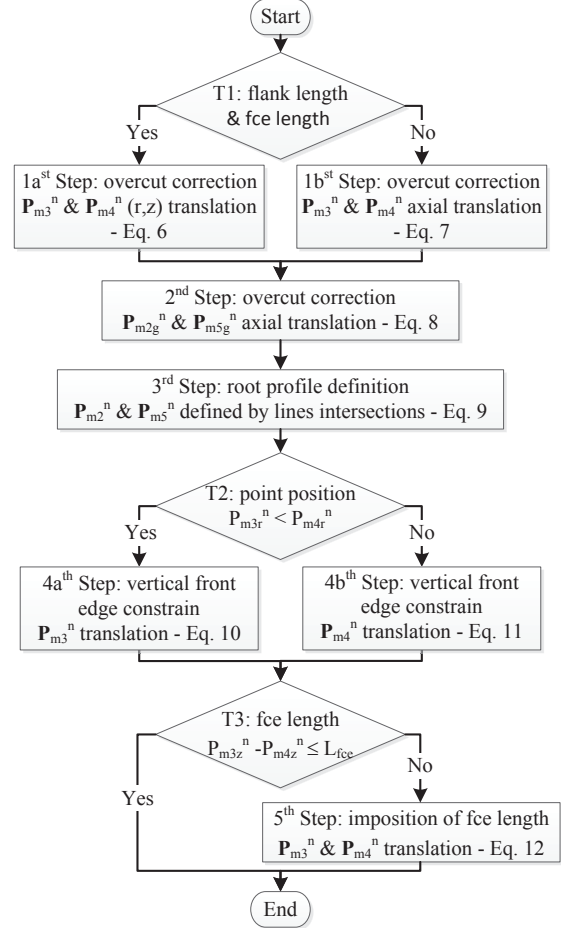 Start
T1: flank length
& fce length
Yes
No
1a^st Step: overcut correction
P_m3^n & P_m4^n (r,z) translation
- Eq. 6
1b^st Step: overcut correction
P_m3^n & P_m4^n axial translation
- Eq. 7
2^nd Step: overcut correction
P_m2g^n & P_m5g^n axial translation - Eq. 8
3^rd Step: root profile definition
P_m2^n & P_m5^n defined by lines intersections - Eq. 9
T2: point position
P_m3r^n < P_m4r^n
Yes
No
4a^th Step: vertical front
edge constrain
P_m3^n translation - Eq. 10
4b^th Step: vertical front
edge constrain
P_m4^n translation - Eq. 11
T3: fce length
P_m3z^n -P_m4z^n ≤ L_fce
Yes
No
5^th Step: imposition of fce length
P_m3^n & P_m4^n translation - Eq. 12
End